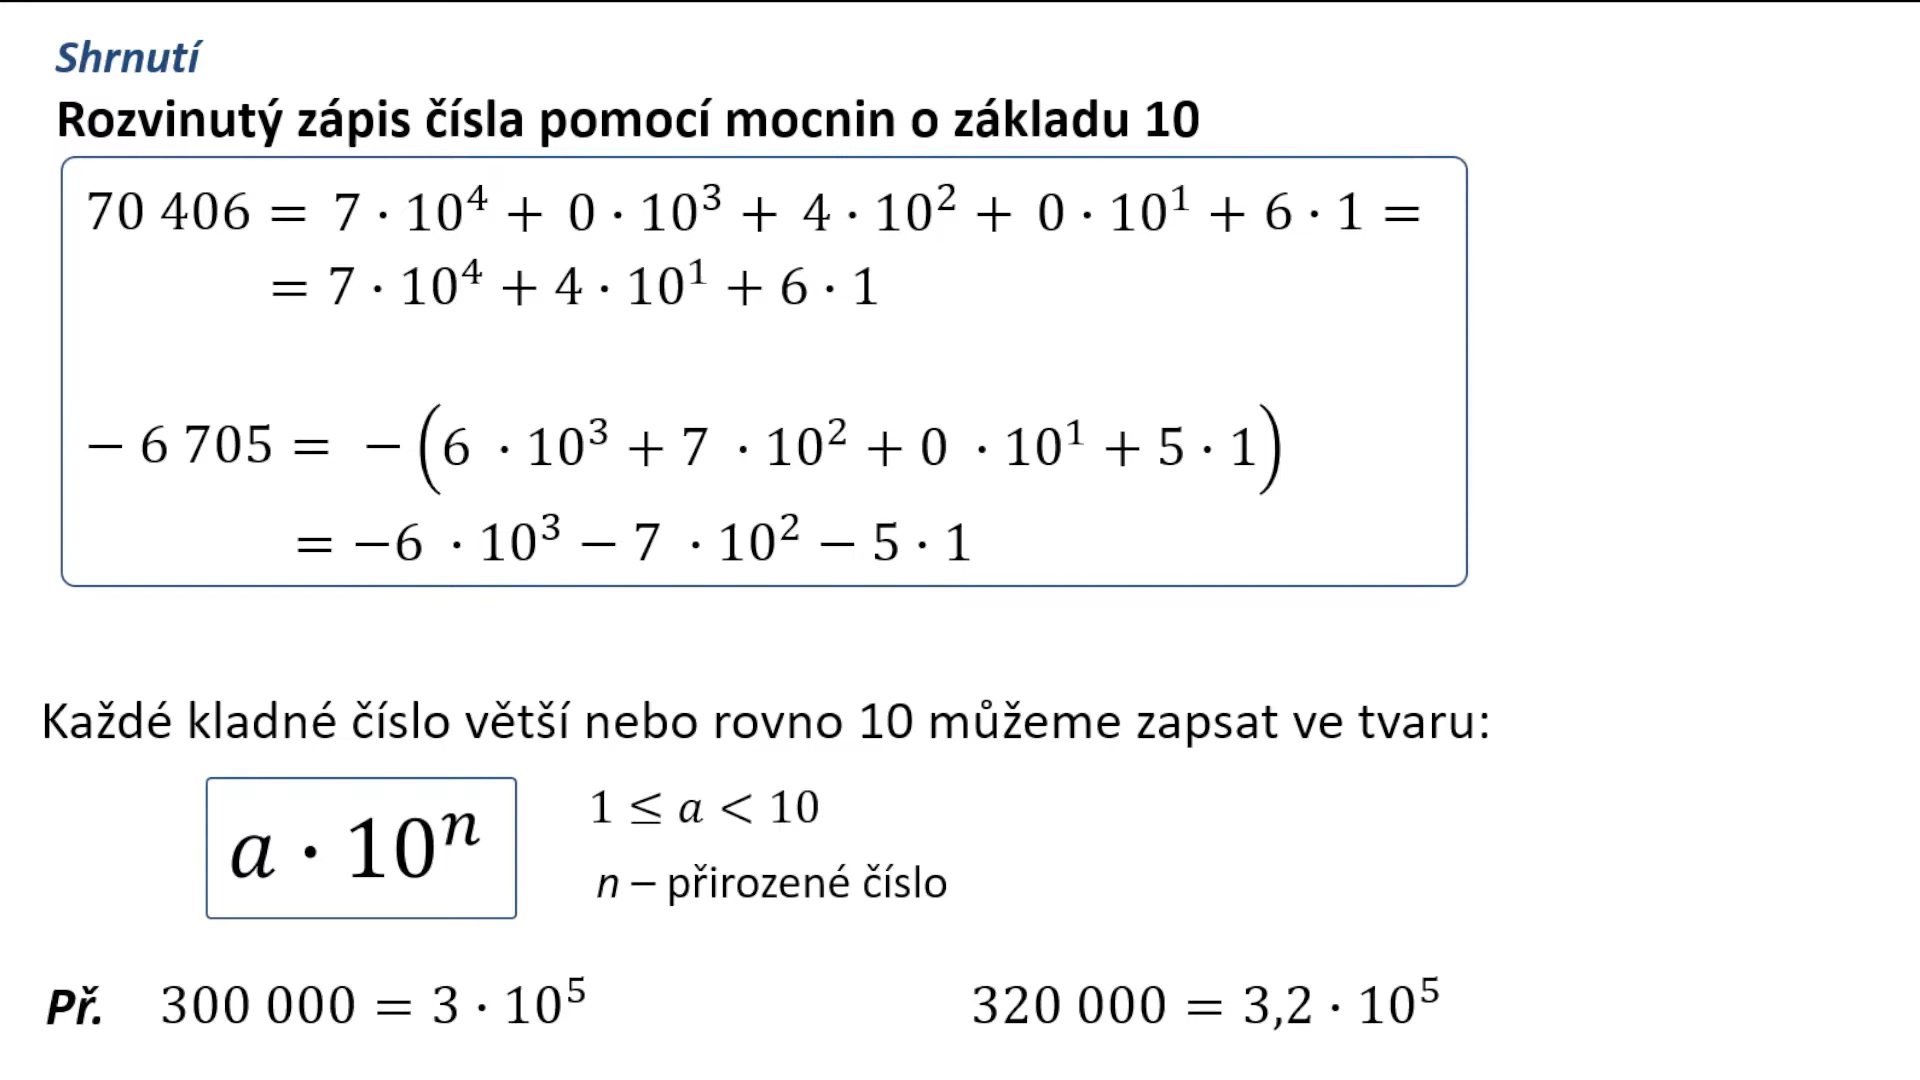 Shrnutí
Rozvinutý zápis čísla pomocí mocnin o základu 10
70 406 = 7 · 10⁴ + 0 · 10³ + 4 · 10² + 0 · 10¹ + 6 · 1 =
= 7 · 10⁴ + 4 · 10¹ + 6 · 1
− 6 705 = −(6 · 10³ + 7 · 10² + 0 · 10¹ + 5 · 1)
= −6 · 10³ − 7 · 10² − 5 · 1
Každé kladné číslo větší nebo rovno 10 můžeme zapsat ve tvaru:
a · 10ⁿ
1 ≤ a < 10
n – přirozené číslo
Př. 300 000 = 3 · 10⁵ 320 000 = 3,2 · 10⁵